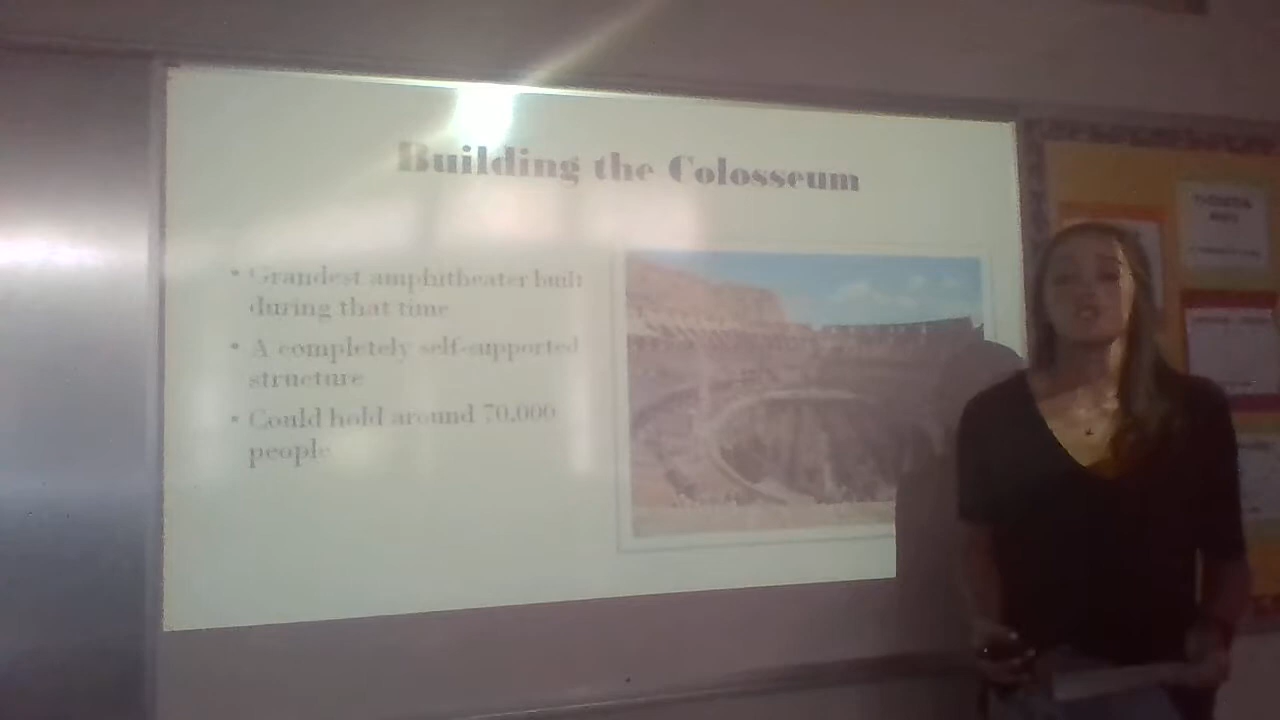 Building the Colosseum
• Grandest amphitheater built
during that time
• A completely self-supported
structure
• Could hold around 70,000
people